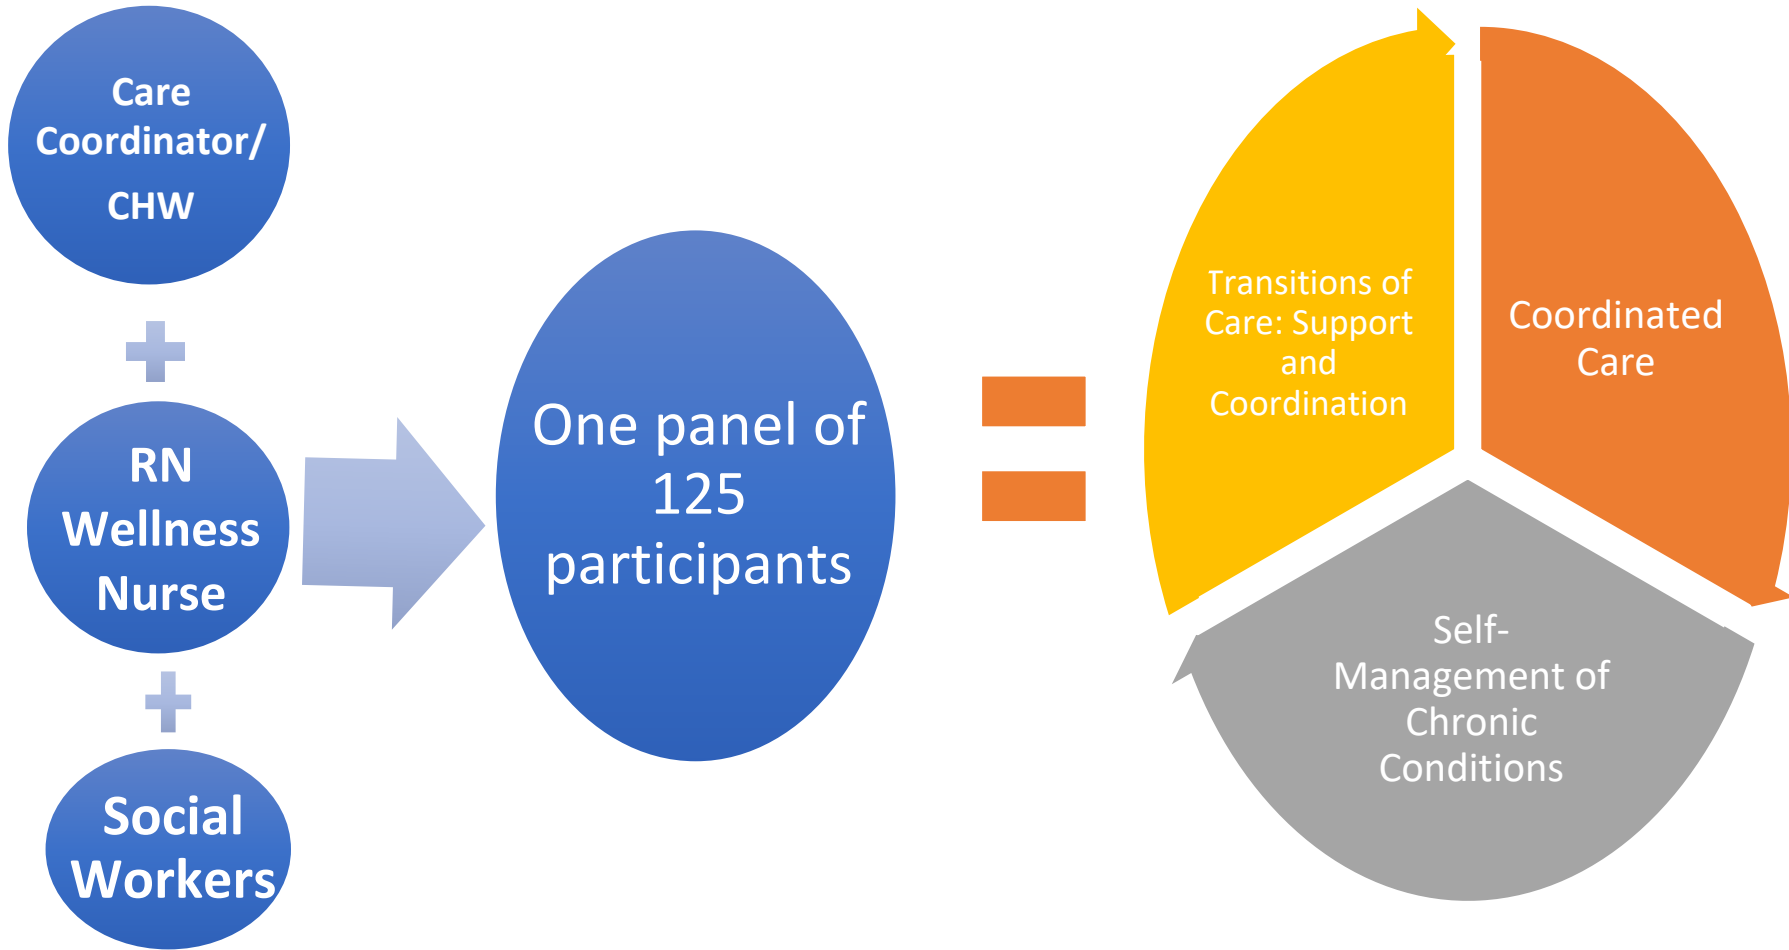 Care
Coordinator/
CHW
RN
Wellness
Nurse
Social
Workers
One panel of
125
participants
Transitions of
Care: Support
and
Coordination
Coordinated
Care
Self-
Management of
Chronic
Conditions